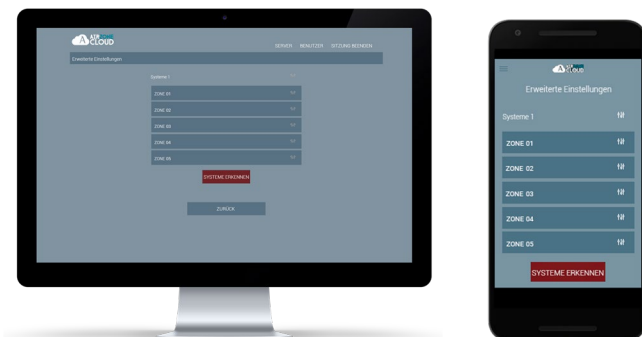 AIRZONE
CLOUD
SERVER BENUTZER SITZUNG BEENDEN
Erweiterte Einstellungen
Systeme 1
ZONE 01
ZONE 02
ZONE 03
ZONE 04
ZONE 05
SYSTEME ERKENNEN
ZURÜCK
AIRZONE
CLOUD
Erweiterte Einstellungen
Systeme 1
ZONE 01
ZONE 02
ZONE 03
ZONE 04
ZONE 05
SYSTEME ERKENNEN